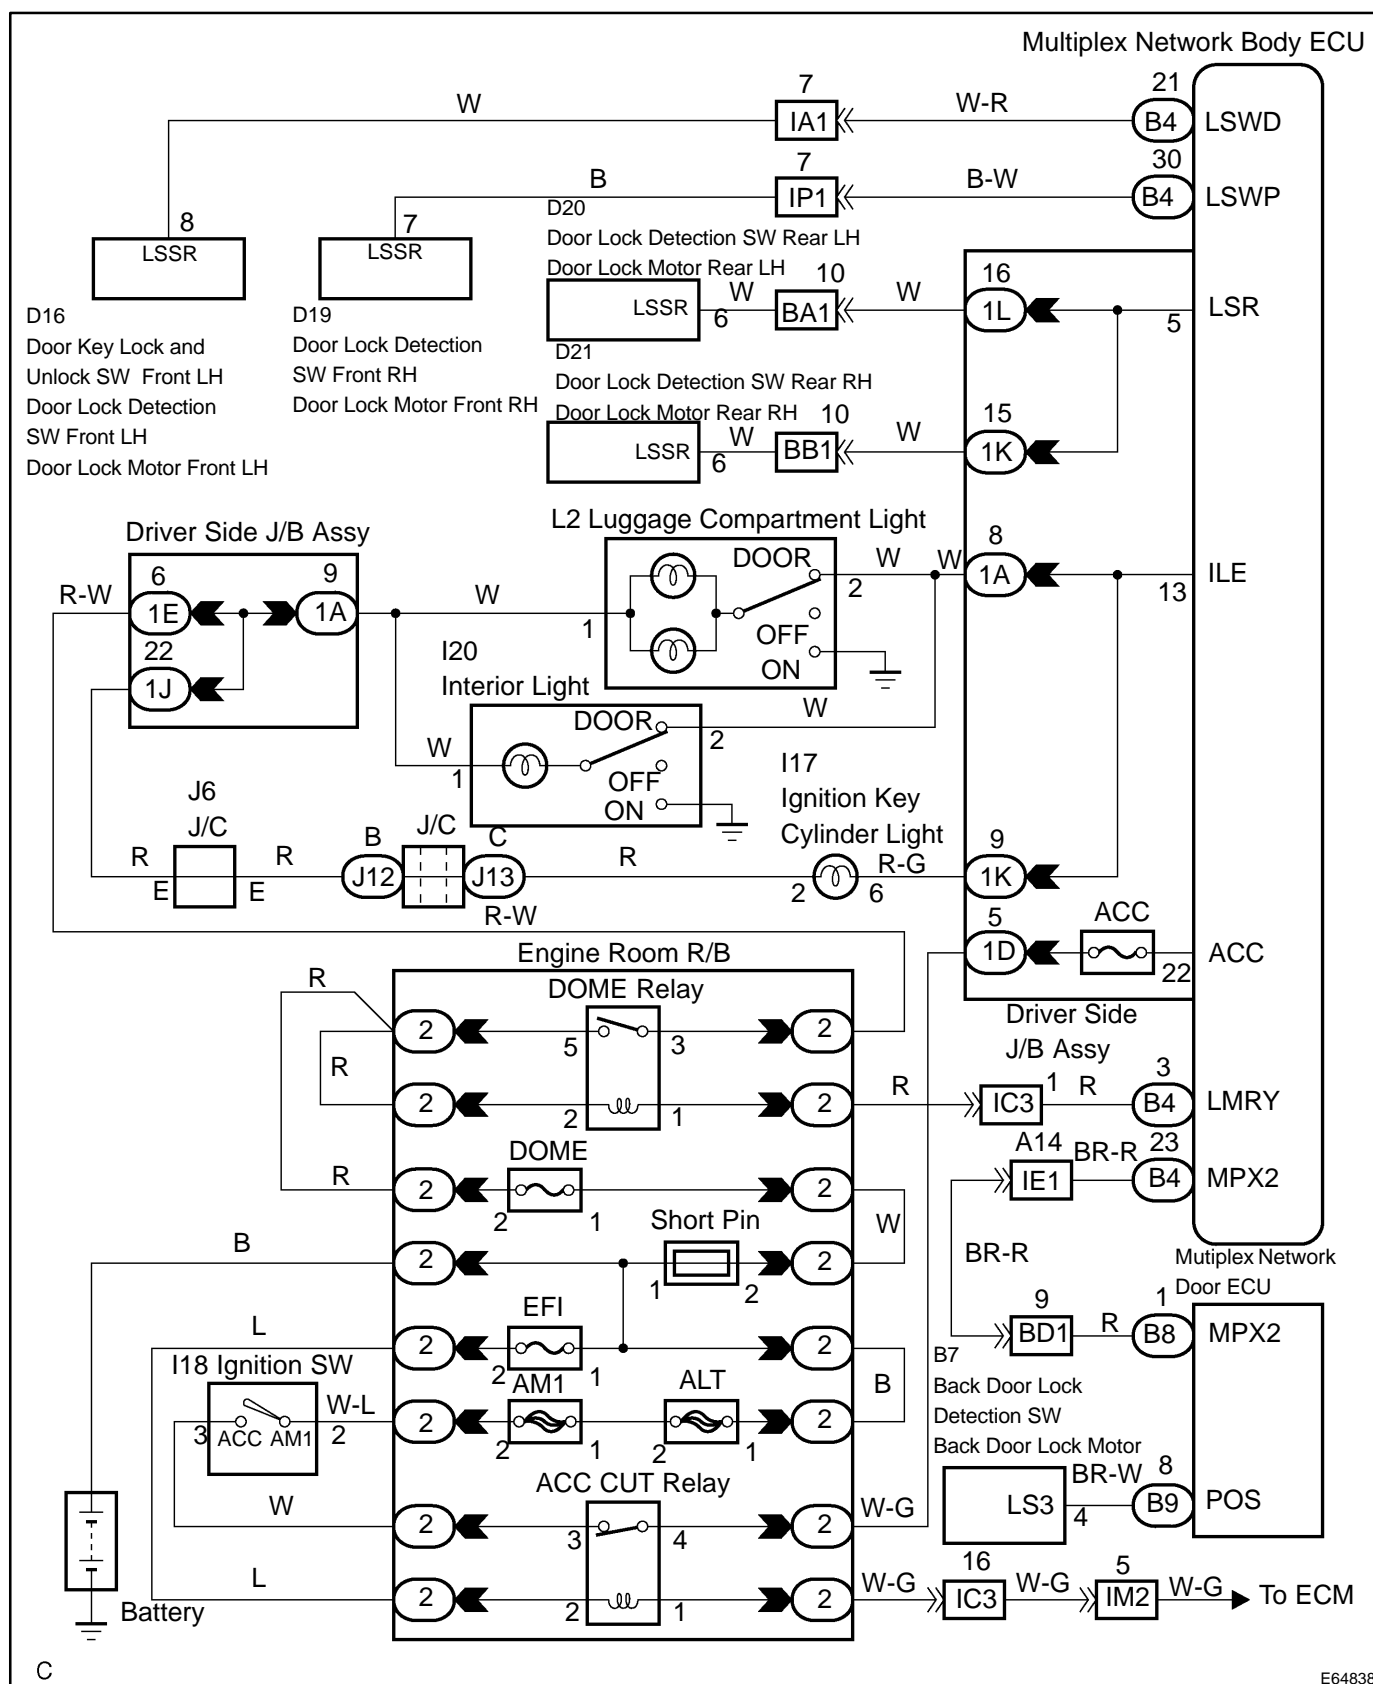 Multiplex Network Body ECU
W
7
IA1
W-R
21
B4
LSWD
B
7
IP1
B-W
30
B4
LSWP
8
LSSR
D16
Door Key Lock and
Unlock SW Front LH
Door Lock Detection
SW Front LH
Door Lock Motor Front LH
7
LSSR
D19
Door Lock Detection
SW Front RH
Door Lock Motor Front RH
D20
Door Lock Detection SW Rear LH
Door Lock Motor Rear LH
LSSR
6
W
10
BA1
W
16
1L
5
LSR
D21
Door Lock Detection SW Rear RH
Door Lock Motor Rear RH
LSSR
6
W
10
BB1
W
15
1K
Driver Side J/B Assy
R-W
6
1E
9
1A
22
1J
W
L2 Luggage Compartment Light
1
DOOR
OFF
ON
2
W
W
8
1A
13
ILE
I20
Interior Light
W
1
DOOR
OFF
ON
2
W
I17
Ignition Key
Cylinder Light
J6
J/C
R
E
R
E
B
J12
J/C
C
J13
R
2
6
R-G
9
1K
R-W
5
1D
ACC
22
ACC
Driver Side
J/B Assy
Engine Room R/B
DOME Relay
R
2
5
3
2
R
2
2
1
2
R
IC3
1
R
3
B4
LMRY
R
2
DOME
2
1
2
W
A14
IE1
BR-R
23
B4
MPX2
BR-R
B
2
Short Pin
1
2
2
Mutiplex Network
Door ECU
9
BD1
R
1
B8
MPX2
L
2
EFI
2
1
2
B
I18 Ignition SW
3
ACC AM1
2
W-L
2
AM1
2
1
ALT
2
1
2
B7
Back Door Lock
Detection SW
Back Door Lock Motor
LS3
4
BR-W
8
B9
POS
W
2
ACC CUT Relay
3
4
2
W-G
L
2
2
1
2
W-G
16
IC3
W-G
5
IM2
W-G
To ECM
Battery
C
E64838